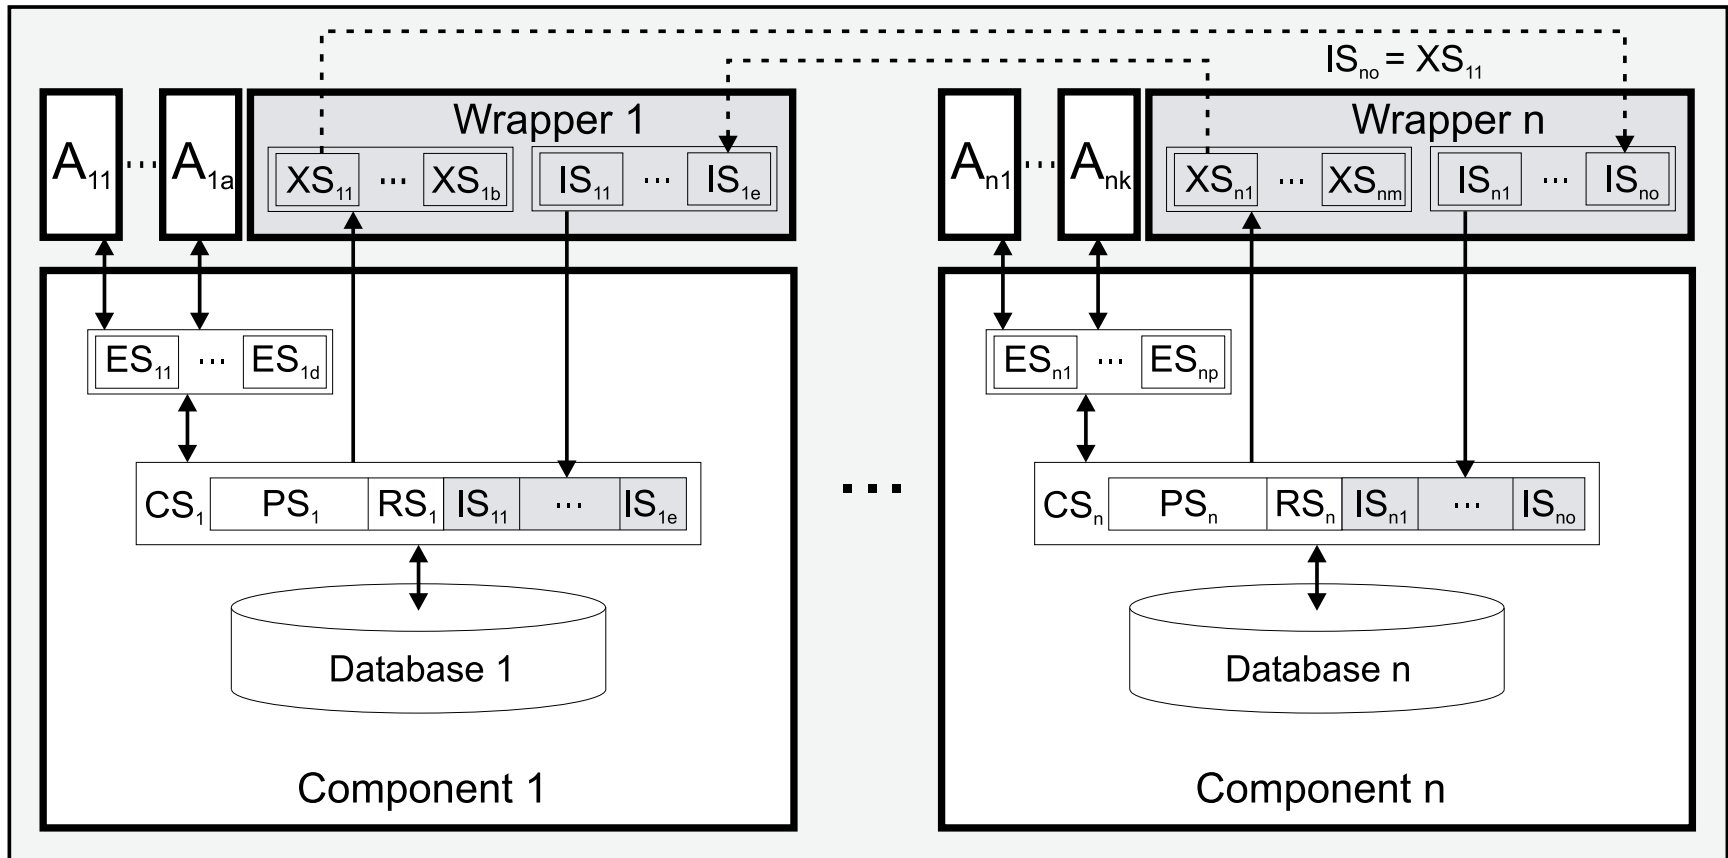 IS_no = XS_11
A_11 ... A_1a Wrapper 1
XS_11 ... XS_1b IS_11 ... IS_1e
A_n1 ... A_nk Wrapper n
XS_n1 ... XS_nm IS_n1 ... IS_no
ES_11 ... ES_1d
CS_1 PS_1 RS_1 IS_11 ... IS_1e
Database 1
Component 1
...
ES_n1 ... ES_np
CS_n PS_n RS_n IS_n1 ... IS_no
Database n
Component n